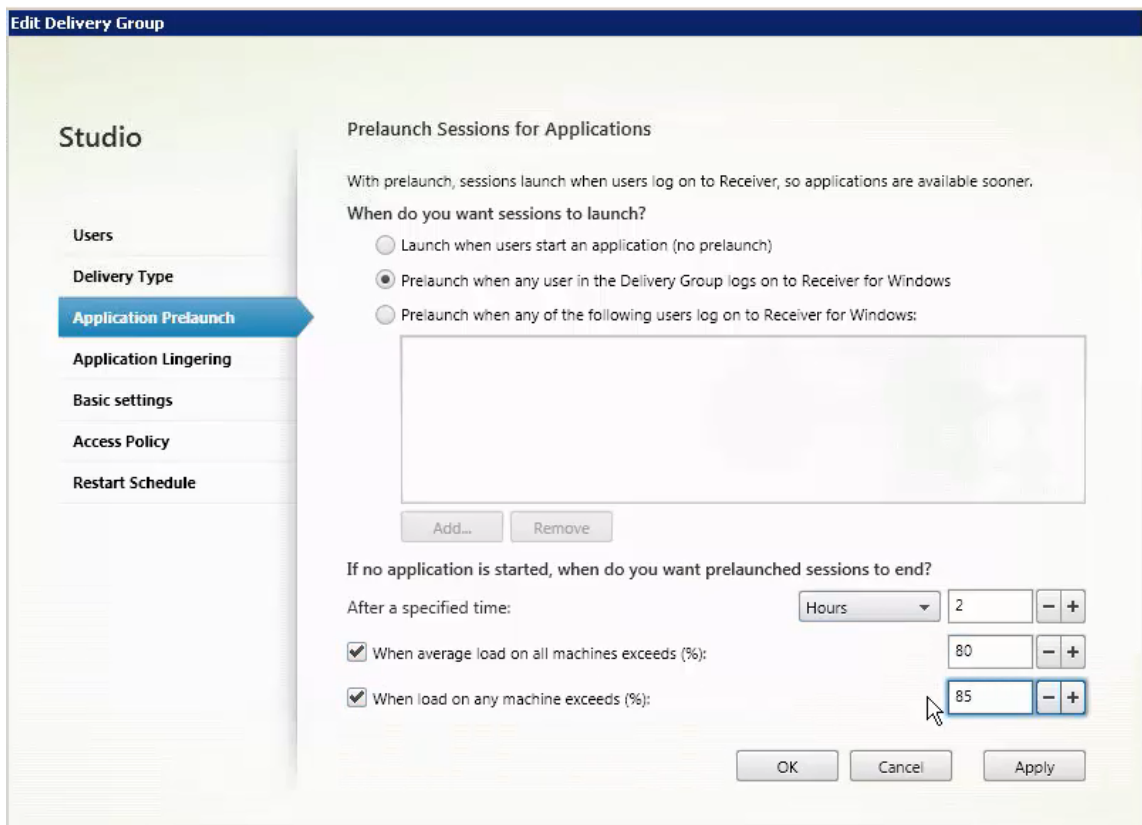 Edit Delivery Group
Studio
Users
Delivery Type
Application Prelaunch
Application Lingering
Basic settings
Access Policy
Restart Schedule
Prelaunch Sessions for Applications
With prelaunch, sessions launch when users log on to Receiver, so applications are available sooner.
When do you want sessions to launch?
Launch when users start an application (no prelaunch)
Prelaunch when any user in the Delivery Group logs on to Receiver for Windows
Prelaunch when any of the following users log on to Receiver for Windows:
Add... Remove
If no application is started, when do you want prelaunched sessions to end?
After a specified time: Hours 2 − +
When average load on all machines exceeds (%): 80 − +
When load on any machine exceeds (%): 85 − +
OK Cancel Apply